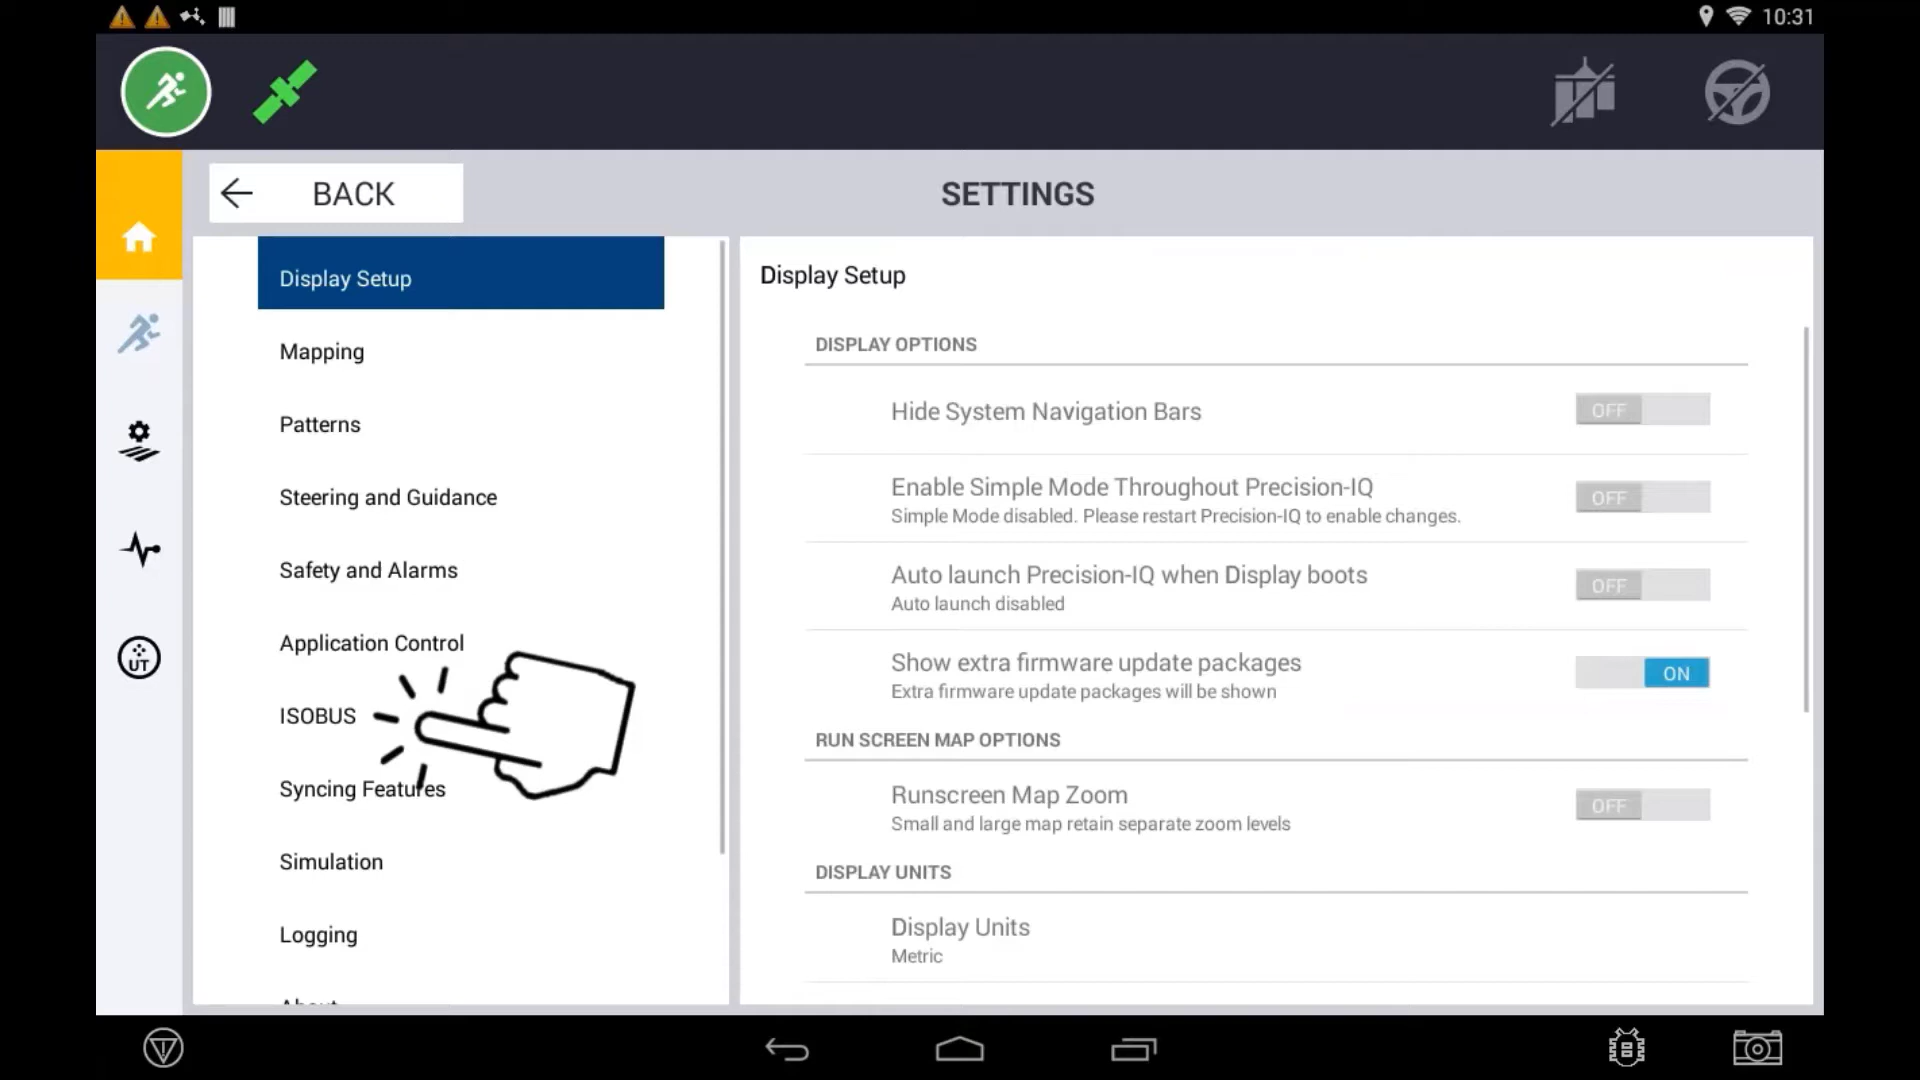 10:31
BACK
SETTINGS
Display Setup
Mapping
Patterns
Steering and Guidance
Safety and Alarms
Application Control
ISOBUS
Syncing Features
Simulation
Logging
About
UT
Display Setup
DISPLAY OPTIONS
Hide System Navigation Bars
OFF
Enable Simple Mode Throughout Precision-IQ
Simple Mode disabled. Please restart Precision-IQ to enable changes.
OFF
Auto launch Precision-IQ when Display boots
Auto launch disabled
OFF
Show extra firmware update packages
Extra firmware update packages will be shown
ON
RUN SCREEN MAP OPTIONS
Runscreen Map Zoom
Small and large map retain separate zoom levels
OFF
DISPLAY UNITS
Display Units
Metric